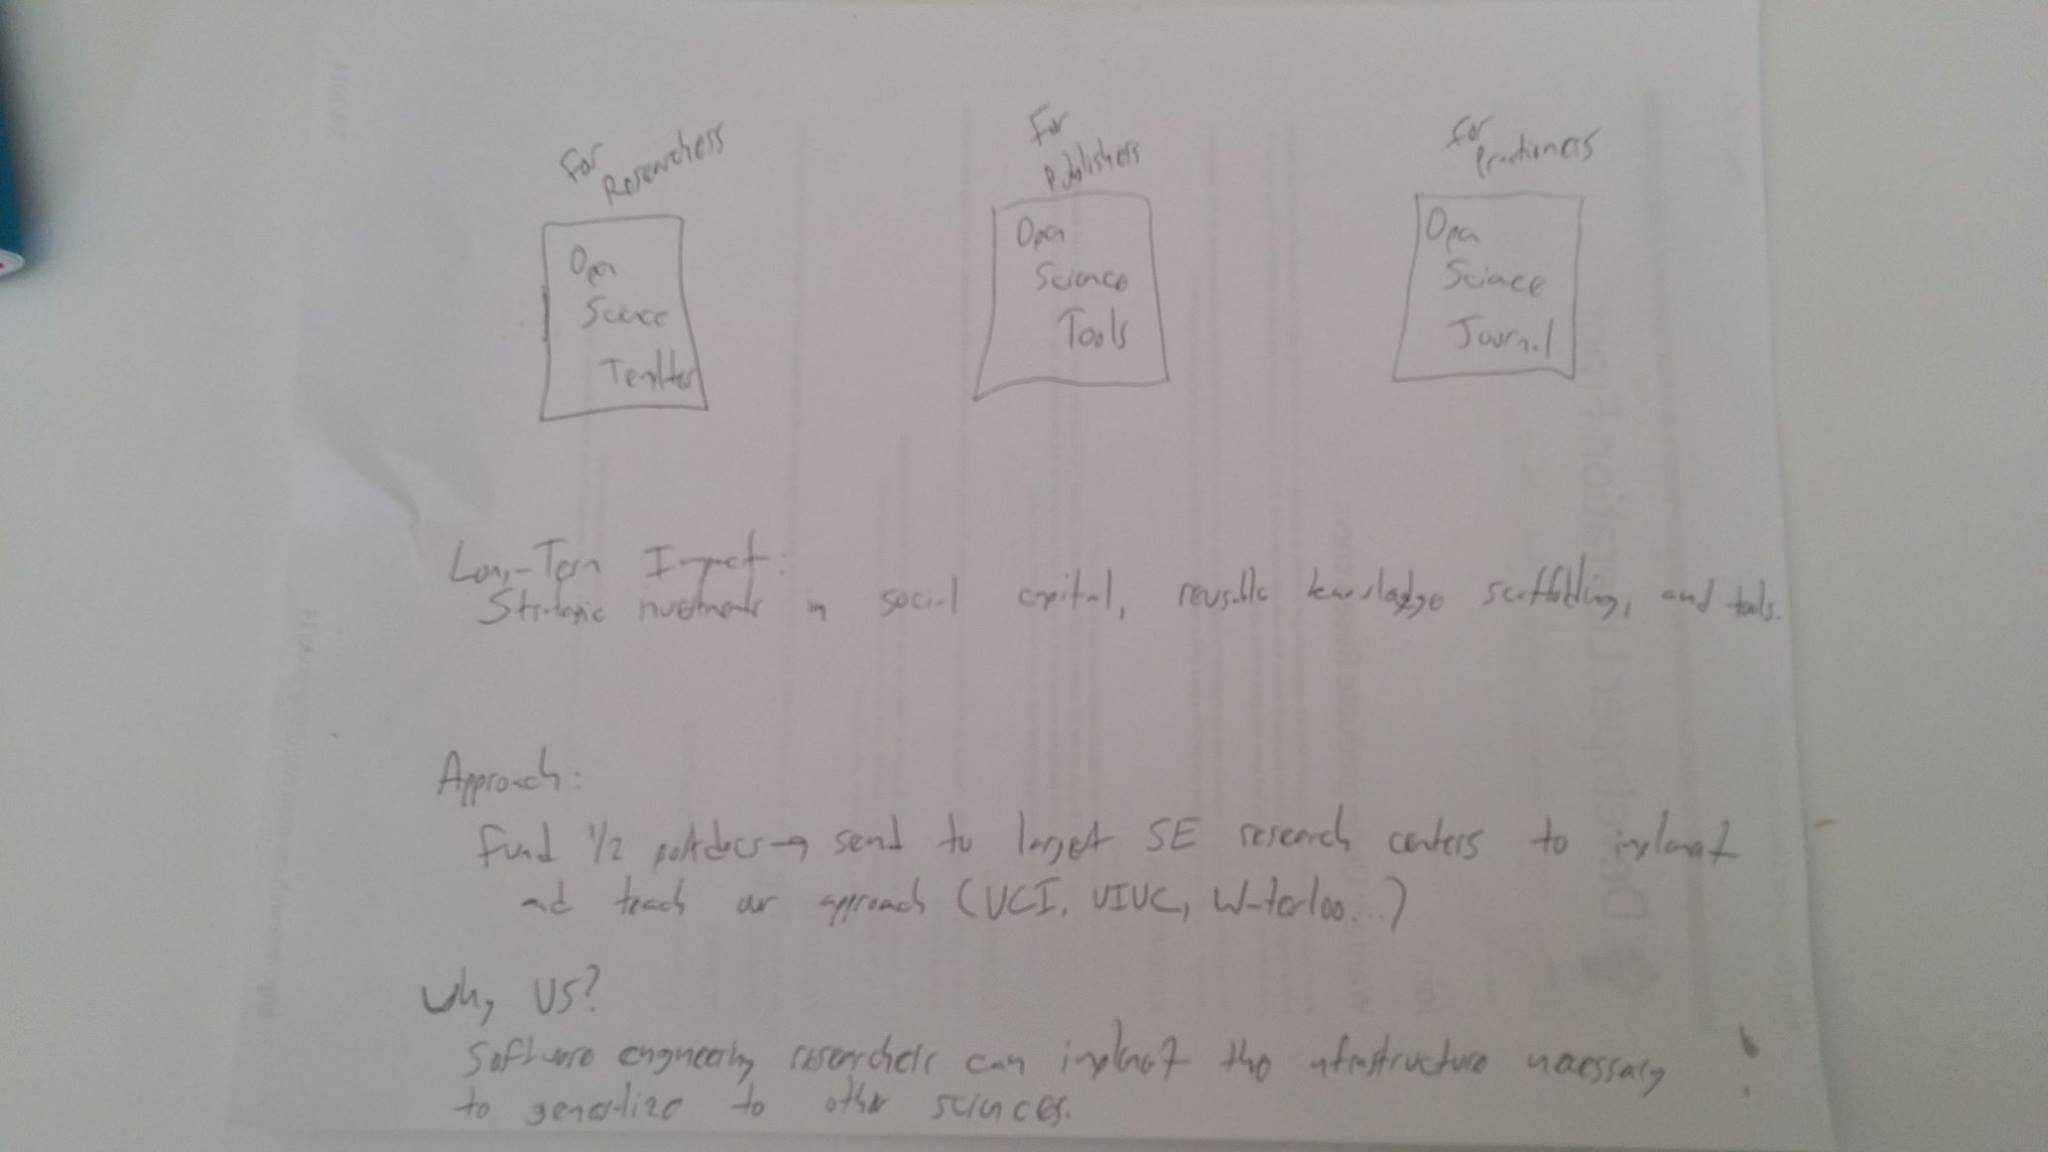 For Researchers
For Publishers
For Practioners
Open
Science
Templates
Open
Science
Tools
Open
Science
Journal
Long-Term Impact:
Strategic investments in social capital, reusable knowledge scaffolding, and tools.
Approach:
Fund 1/2 postdocs → send to largest SE research centers to implement
and teach our approach (UCI, UIUC, Waterloo...)
Why US?
Software engineering researchers can implement the infrastructure necessary
to generalize to other sciences.
!